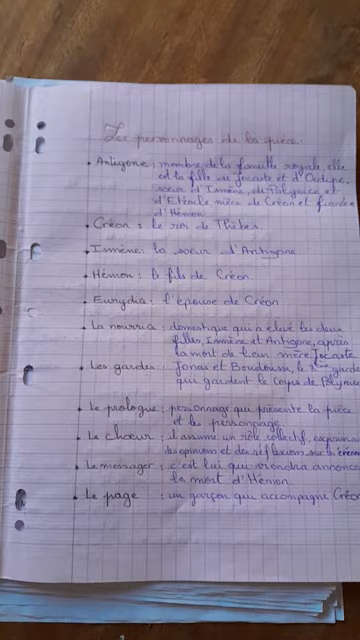 Les personnages de la pièce:
Antigone : membre de la famille royale, elle
est la fille de Jocaste et d'Oedipe,
sœur d'Ismène, de Polynice et
d'Etéocle nièce de Créon et fiancée
d'Hémon.
Créon : le roi de Thèbes.
Ismène : la soeur d'Antigone
Hémon : le fils de Créon.
Eurydia : l'épouse de Créon
La nourrice : domestique qui a élevé les deux
filles, Ismène et Antigone, après
la mort de leur mère Jocaste
Les gardes : Jonas et Boudousse, le 3ème garde
qui gardent le corps de Polynice
Le prologue : personnage qui présente la pièce
et les personnages
Le chœur : il assume un rôle collectif, exprimant
des opinions et des réflexions sur les
Le messager : c'est lui qui viendra annoncer
la mort d'Hémon.
Le page : un garçon qui accompagne Créon